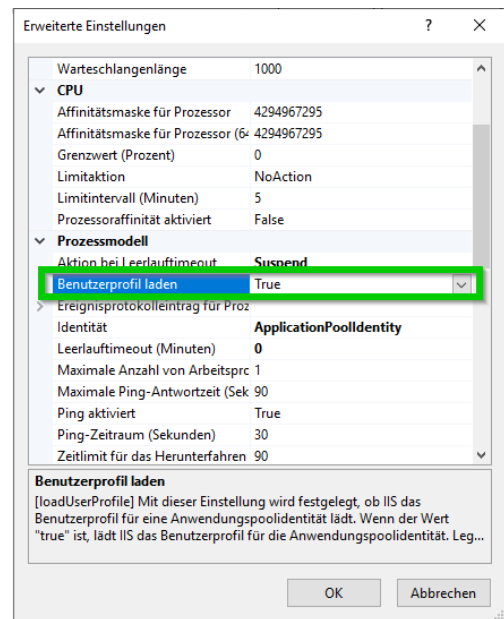 Erweiterte Einstellungen ? ×
Warteschlangenlänge 1000
CPU
Affinitätsmaske für Prozessor 4294967295
Affinitätsmaske für Prozessor (64 4294967295
Grenzwert (Prozent) 0
Limitaktion NoAction
Limitintervall (Minuten) 5
Prozessoraffinität aktiviert False
Prozessmodell
Aktion bei Leerlauftimeout Suspend
Benutzerprofil laden True
Ereignisprotokolleintrag für Proz
Identität ApplicationPoolIdentity
Leerlauftimeout (Minuten) 0
Maximale Anzahl von Arbeitsprc 1
Maximale Ping-Antwortzeit (Sek 90
Ping aktiviert True
Ping-Zeitraum (Sekunden) 30
Zeitlimit für das Herunterfahren 90
Benutzerprofil laden
[loadUserProfile] Mit dieser Einstellung wird festgelegt, ob IIS das
Benutzerprofil für eine Anwendungspoolidentität lädt. Wenn der Wert
"true" ist, lädt IIS das Benutzerprofil für die Anwendungspoolidentität. Leg...
OK Abbrechen